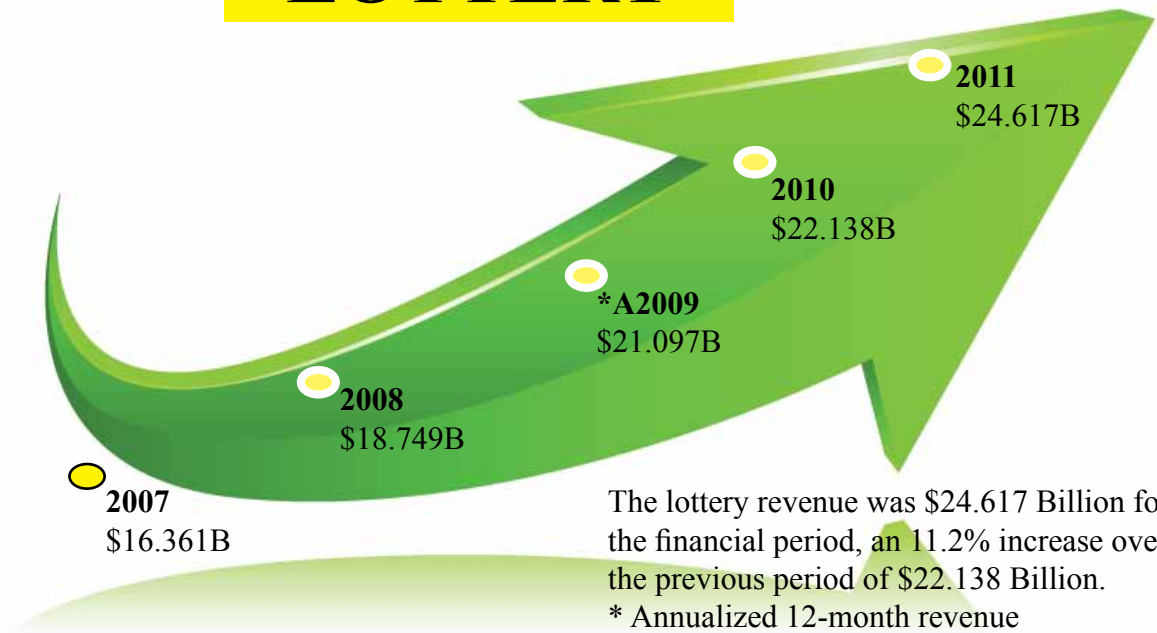 2011
$24.617B
2010
$22.138B
*A2009
$21.097B
2008
$18.749B
2007
$16.361B
The lottery revenue was $24.617 Billion fo
the financial period, an 11.2% increase ove
the previous period of $22.138 Billion.
* Annualized 12-month revenue